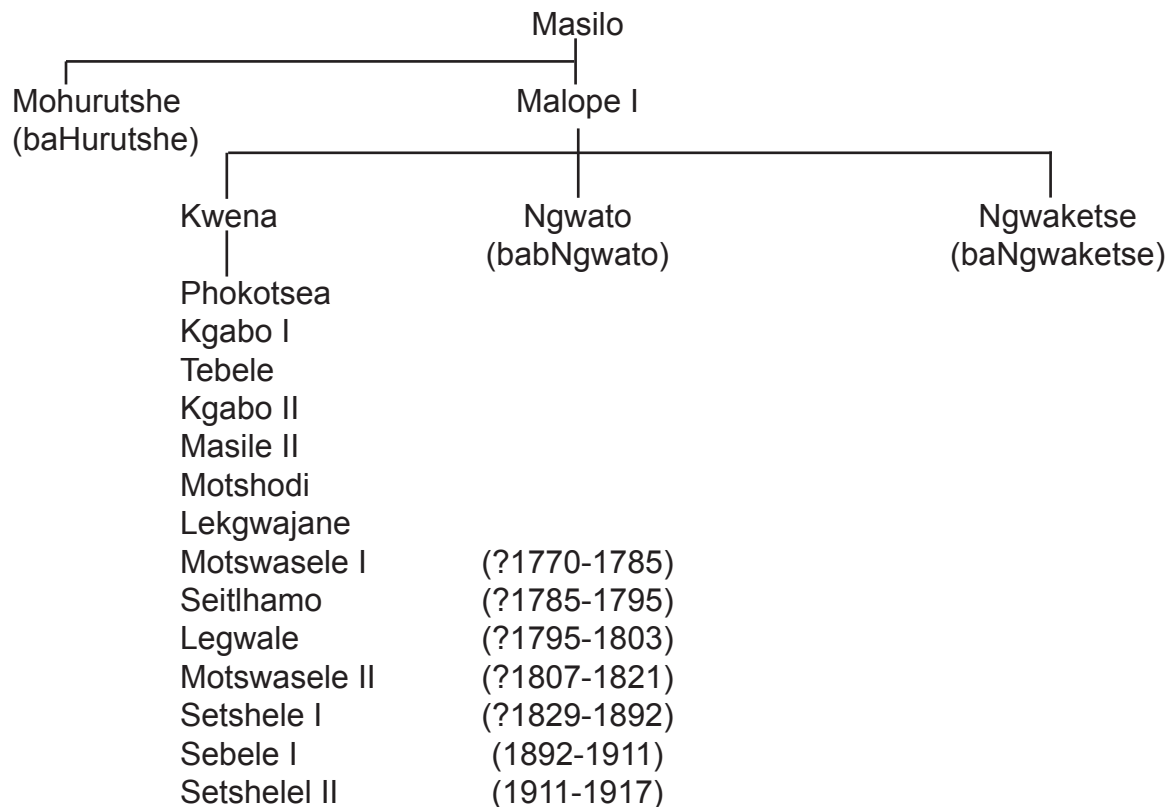 Masilo
Mohurutshe Malope I
(baHurutshe)
Kwena Ngwato Ngwaketse
(babNgwato) (baNgwaketse)
Phokotsea
Kgabo I
Tebele
Kgabo II
Masile II
Motshodi
Lekgwajane
Motswasele I (?1770-1785)
Seitlhamo (?1785-1795)
Legwale (?1795-1803)
Motswasele II (?1807-1821)
Setshele I (?1829-1892)
Sebele I (1892-1911)
Setshelel II (1911-1917)